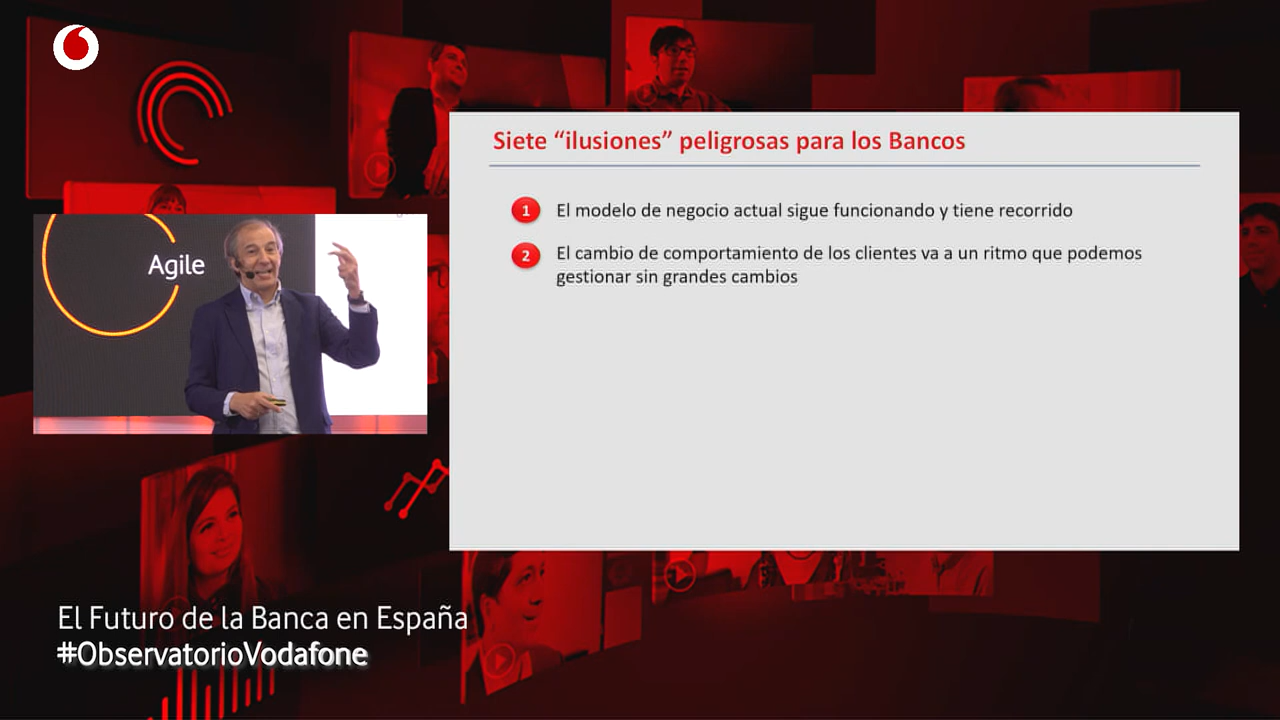 Siete “ilusiones” peligrosas para los Bancos
1 El modelo de negocio actual sigue funcionando y tiene recorrido
2 El cambio de comportamiento de los clientes va a un ritmo que podemos
gestionar sin grandes cambios
Agile
El Futuro de la Banca en España
#ObservatorioVodafone